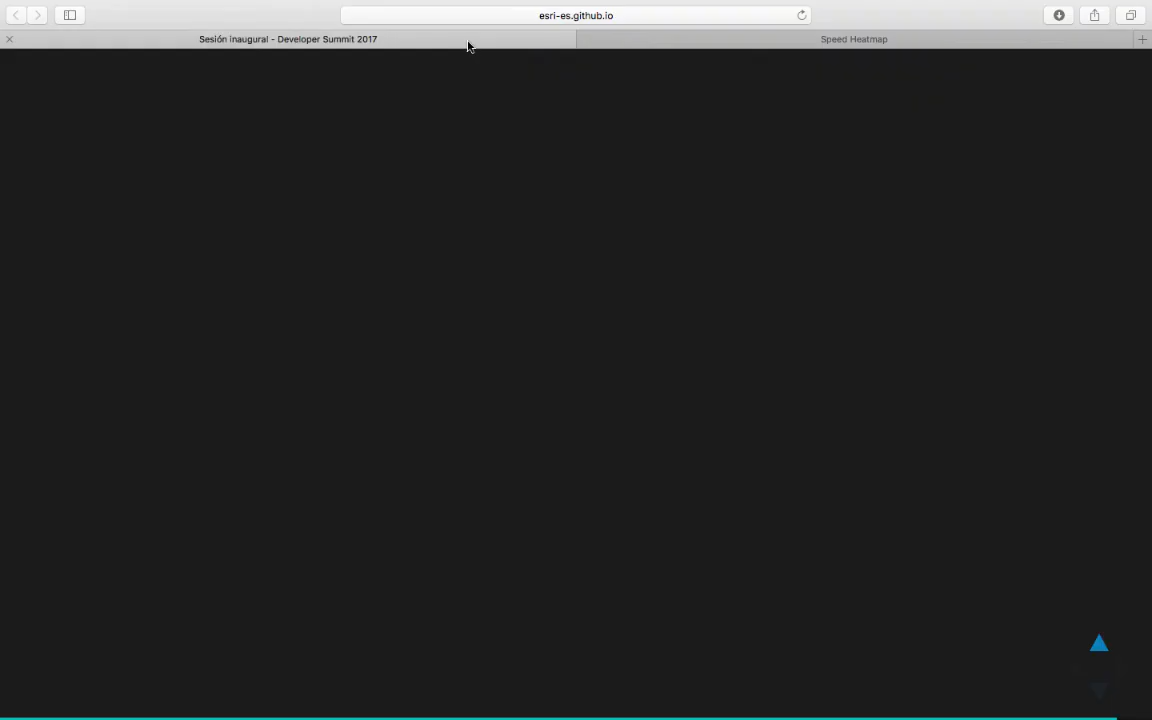 esri-es.github.io
Sesión inaugural - Developer Summit 2017
Speed Heatmap